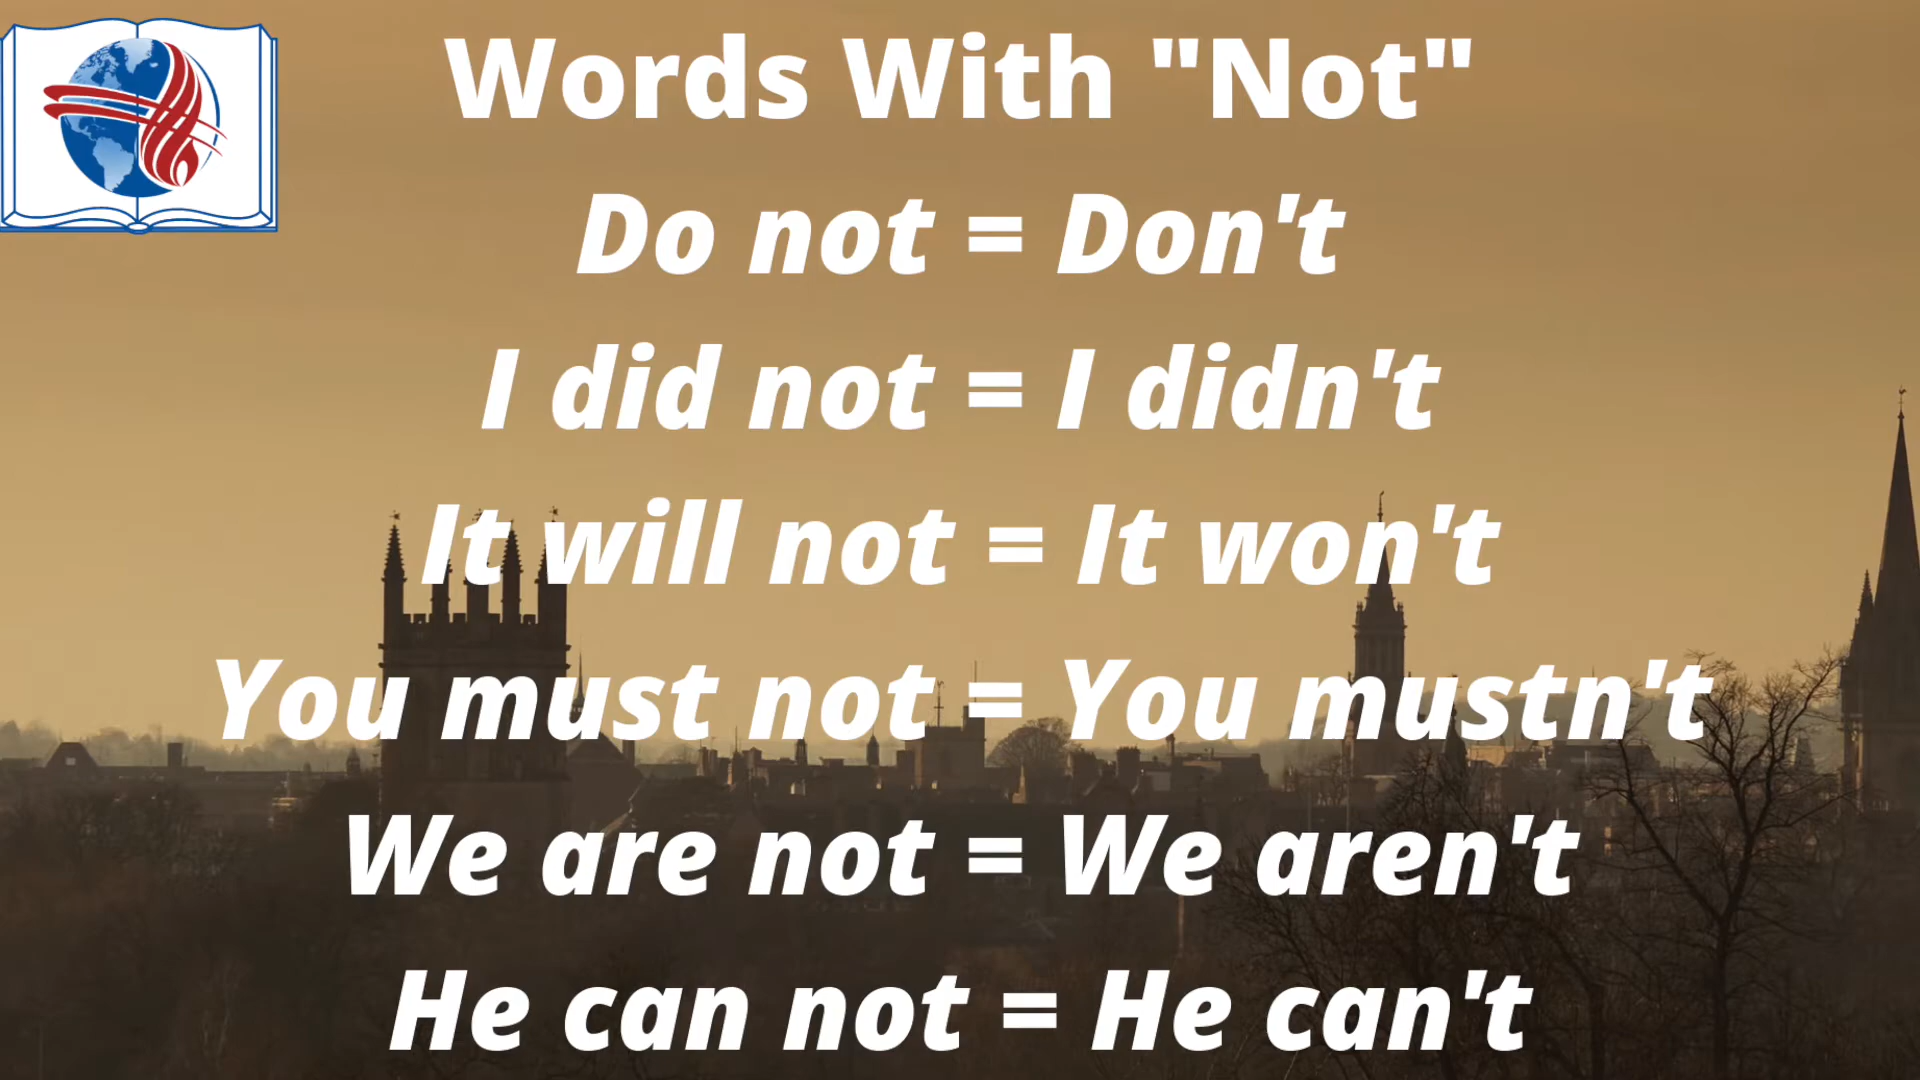 Words With "Not"
Do not = Don't
I did not = I didn't
It will not = It won't
You must not = You mustn't
We are not = We aren't
He can not = He can't